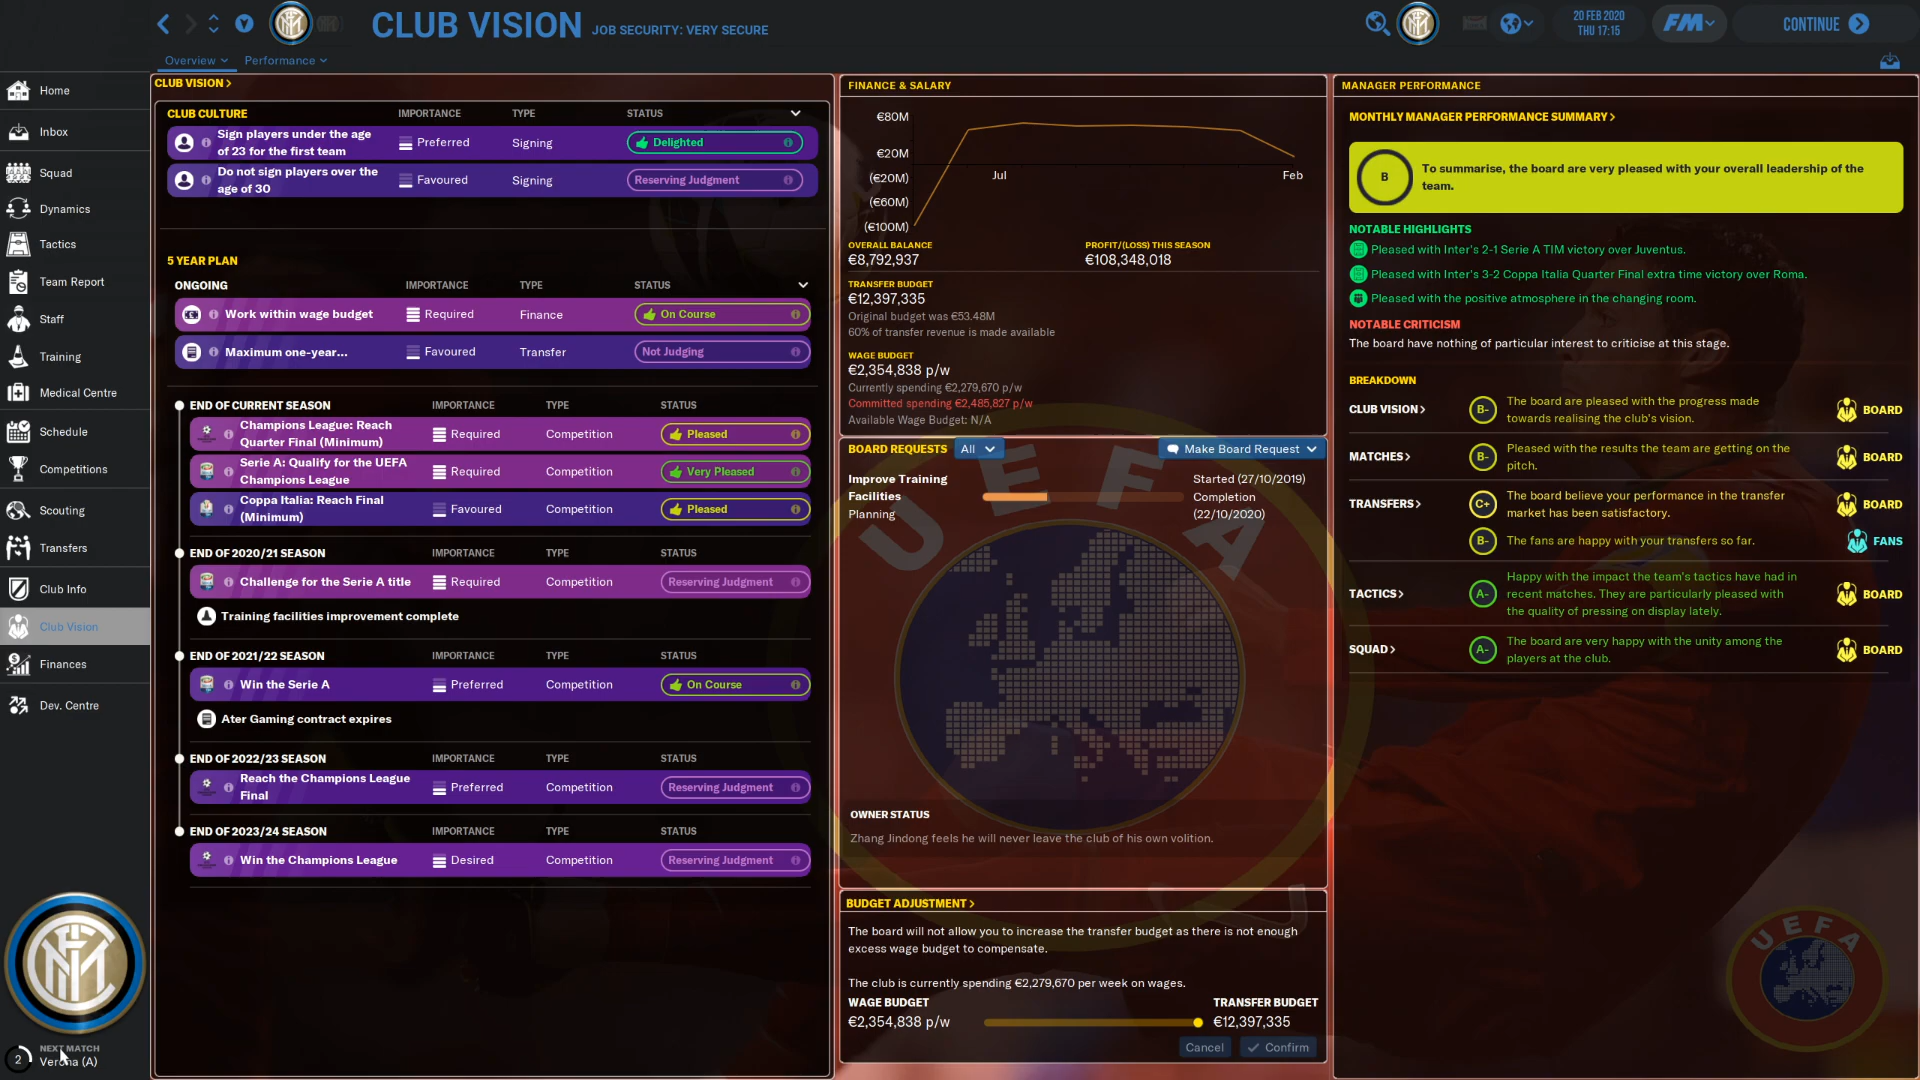 CLUB VISION
JOB SECURITY: VERY SECURE
20 FEB 2020
THU 17:15
FM
CONTINUE
Overview
Performance
Home
Inbox
Squad
Dynamics
Tactics
Team Report
Staff
Training
Medical Centre
Schedule
Competitions
Scouting
Transfers
Club Info
Club Vision
Finances
Dev. Centre
2
NEXT MATCH
Verona (A)
CLUB VISION >
CLUB CULTURE IMPORTANCE TYPE STATUS
Sign players under the age
of 23 for the first team
Preferred
Signing
Delighted
Do not sign players over the
age of 30
Favoured
Signing
Reserving Judgment
5 YEAR PLAN
ONGOING IMPORTANCE TYPE STATUS
Work within wage budget Required Finance On Course
Maximum one-year... Favoured Transfer Not Judging
END OF CURRENT SEASON IMPORTANCE TYPE STATUS
Champions League: Reach
Quarter Final (Minimum)
Required
Competition
Pleased
Serie A: Qualify for the UEFA
Champions League
Required
Competition
Very Pleased
Coppa Italia: Reach Final
(Minimum)
Favoured
Competition
Pleased
END OF 2020/21 SEASON IMPORTANCE TYPE STATUS
Challenge for the Serie A title Required Competition Reserving Judgment
Training facilities improvement complete
END OF 2021/22 SEASON IMPORTANCE TYPE STATUS
Win the Serie A Preferred Competition On Course
Ater Gaming contract expires
END OF 2022/23 SEASON IMPORTANCE TYPE STATUS
Reach the Champions League
Final
Preferred
Competition
Reserving Judgment
END OF 2023/24 SEASON IMPORTANCE TYPE STATUS
Win the Champions League Desired Competition Reserving Judgment
FINANCE & SALARY
€80M
€20M
(€20M)
(€60M)
(€100M)
Jul
Feb
OVERALL BALANCE
€8,792,937
PROFIT/(LOSS) THIS SEASON
€108,348,018
TRANSFER BUDGET
€12,397,335
Original budget was €53.48M
60% of transfer revenue is made available
WAGE BUDGET
€2,354,838 p/w
Currently spending €2,279,670 p/w
Committed spending €2,485,827 p/w
Available Wage Budget: N/A
BOARD REQUESTS All Make Board Request
Improve Training
Facilities
Planning
Started (27/10/2019)
Completion
(22/10/2020)
UEFA
OWNER STATUS
Zhang Jindong feels he will never leave the club of his own volition.
BUDGET ADJUSTMENT >
The board will not allow you to increase the transfer budget as there is not enough
excess wage budget to compensate.
The club is currently spending €2,279,670 per week on wages.
WAGE BUDGET
€2,354,838 p/w
TRANSFER BUDGET
€12,397,335
Cancel
Confirm
MANAGER PERFORMANCE
MONTHLY MANAGER PERFORMANCE SUMMARY >
B
To summarise, the board are very pleased with your overall leadership of the
team.
NOTABLE HIGHLIGHTS
Pleased with Inter's 2-1 Serie A TIM victory over Juventus.
Pleased with Inter's 3-2 Coppa Italia Quarter Final extra time victory over Roma.
Pleased with the positive atmosphere in the changing room.
NOTABLE CRITICISM
The board have nothing of particular interest to criticise at this stage.
BREAKDOWN
CLUB VISION >
B-
The board are pleased with the progress made
towards realising the club's vision.
BOARD
MATCHES >
B-
Pleased with the results the team are getting on the
pitch.
BOARD
TRANSFERS >
C+
The board believe your performance in the transfer
market has been satisfactory.
BOARD
B-
The fans are happy with your transfers so far.
FANS
TACTICS >
A-
Happy with the impact the team's tactics have had in
recent matches. They are particularly pleased with
the quality of pressing on display lately.
BOARD
SQUAD >
A-
The board are very happy with the unity among the
players at the club.
BOARD
UEFA